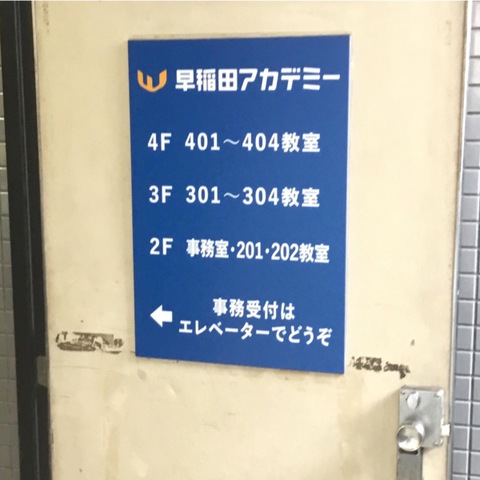 早稲田アカデミー
4F 401～404教室
3F 301～304教室
2F 事務室・201・202教室
← 事務受付は
エレベーターでどうぞ